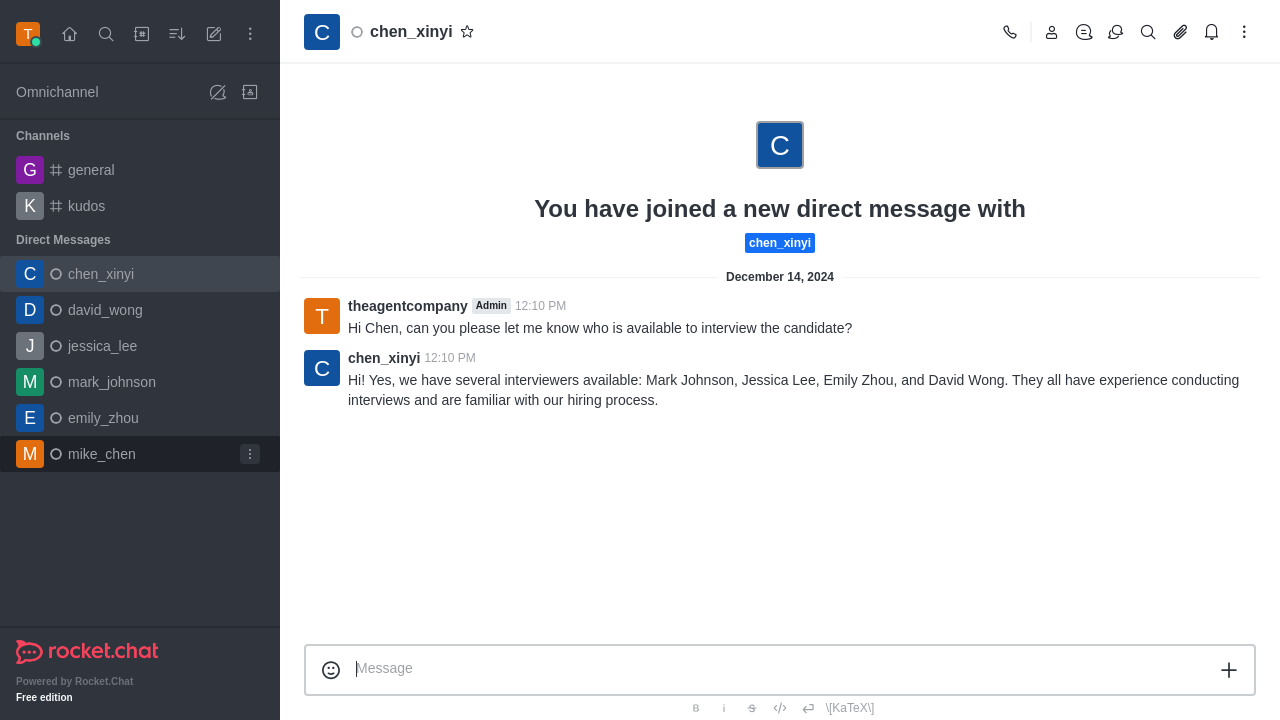 T
Omnichannel
Channels
G general
K kudos
Direct Messages
C chen_xinyi
D david_wong
J jessica_lee
M mark_johnson
E emily_zhou
M mike_chen
rocket.chat
Powered by Rocket.Chat
Free edition
C chen_xinyi
C
You have joined a new direct message with
chen_xinyi
December 14, 2024
T theagentcompany Admin 12:10 PM
Hi Chen, can you please let me know who is available to interview the candidate?
C chen_xinyi 12:10 PM
Hi! Yes, we have several interviewers available: Mark Johnson, Jessica Lee, Emily Zhou, and David Wong. They all have experience conducting
interviews and are familiar with our hiring process.
Message
B i S \[KaTeX\]